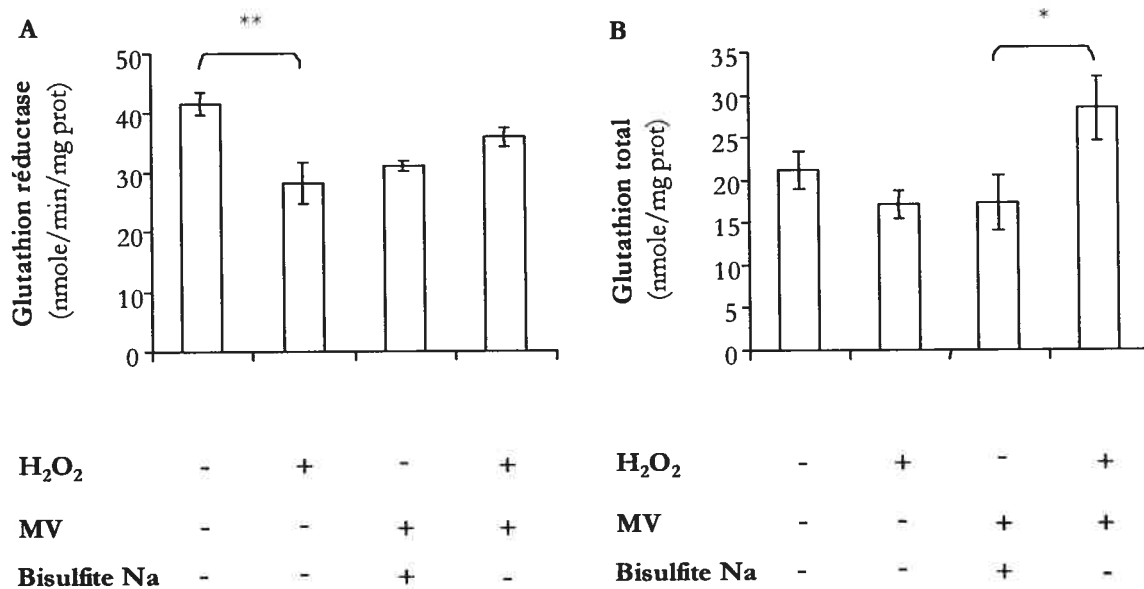 A
**
Glutathion réductase
(nmole/min/mg prot)
50
40
30
20
10
0
H₂O₂ - + - +
MV - - + +
Bisulfite Na - - + -
B
*
Glutathion total
(nmole/mg prot)
35
30
25
20
15
10
5
0
H₂O₂ - + - +
MV - - + +
Bisulfite Na - - + -